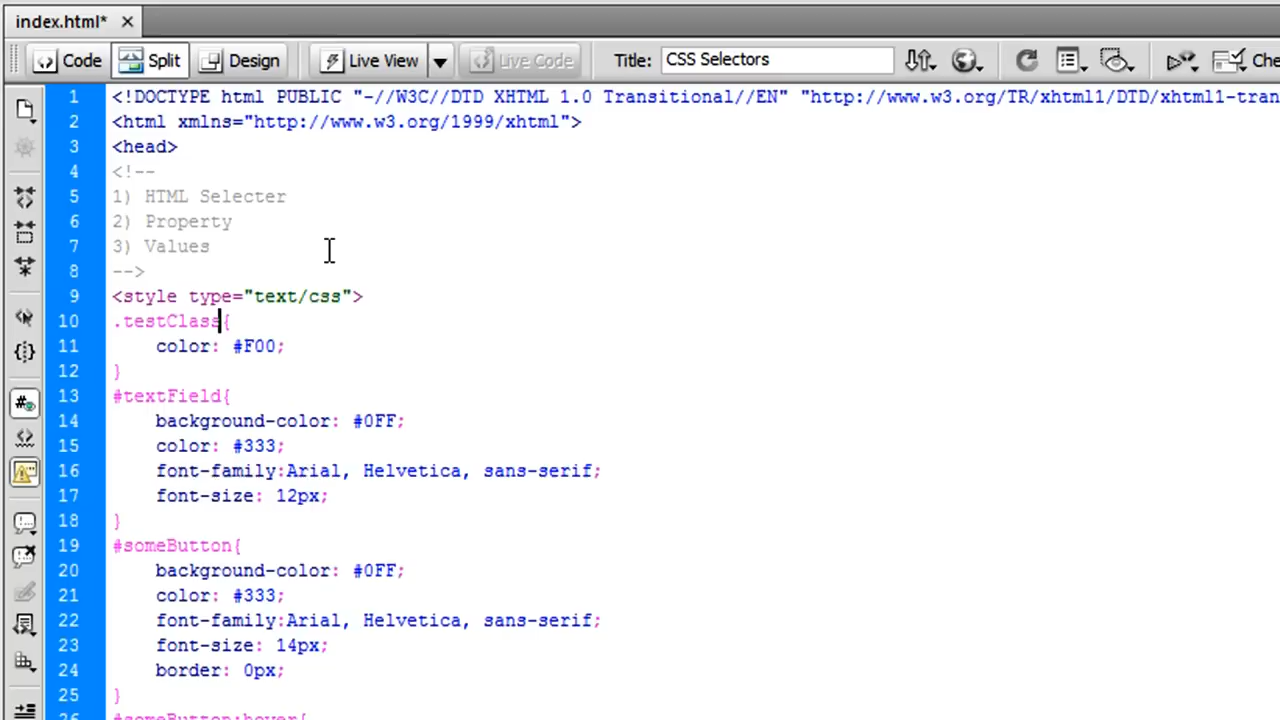 index.html*
Code Split Design Live View Live Code Title: CSS Selectors
1 <!DOCTYPE html PUBLIC "-//W3C//DTD XHTML 1.0 Transitional//EN" "http://www.w3.org/TR/xhtml1/DTD/xhtml1-tran
2 <html xmlns="http://www.w3.org/1999/xhtml">
3 <head>
4 <!--
5 1) HTML Selecter
6 2) Property
7 3) Values
8 -->
9 <style type="text/css">
10 .testClass{
11 color: #F00;
12 }
13 #textField{
14 background-color: #0FF;
15 color: #333;
16 font-family:Arial, Helvetica, sans-serif;
17 font-size: 12px;
18 }
19 #someButton{
20 background-color: #0FF;
21 color: #333;
22 font-family:Arial, Helvetica, sans-serif;
23 font-size: 14px;
24 border: 0px;
25 }
26 #someButton:hover{